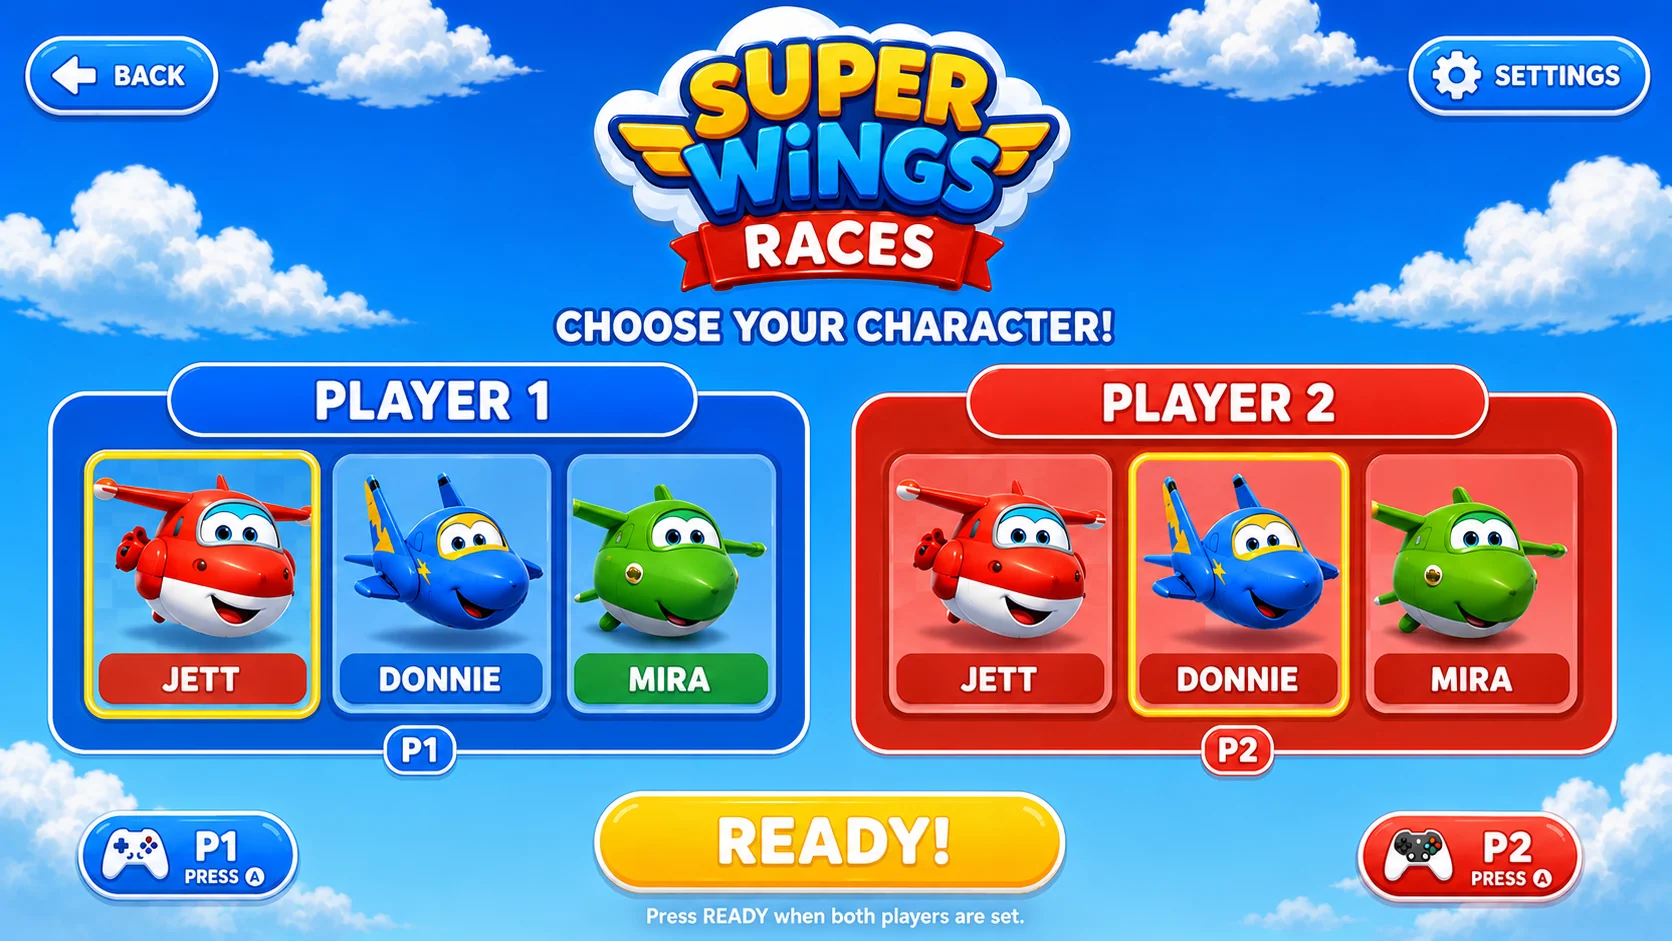 BACK
SUPER
WiNGS
RACES
SETTINGS
CHOOSE YOUR CHARACTER!
PLAYER 1
JETT
DONNIE
MIRA
P1
PLAYER 2
JETT
DONNIE
MIRA
P2
P1
PRESS A
READY!
Press READY when both players are set.
P2
PRESS A